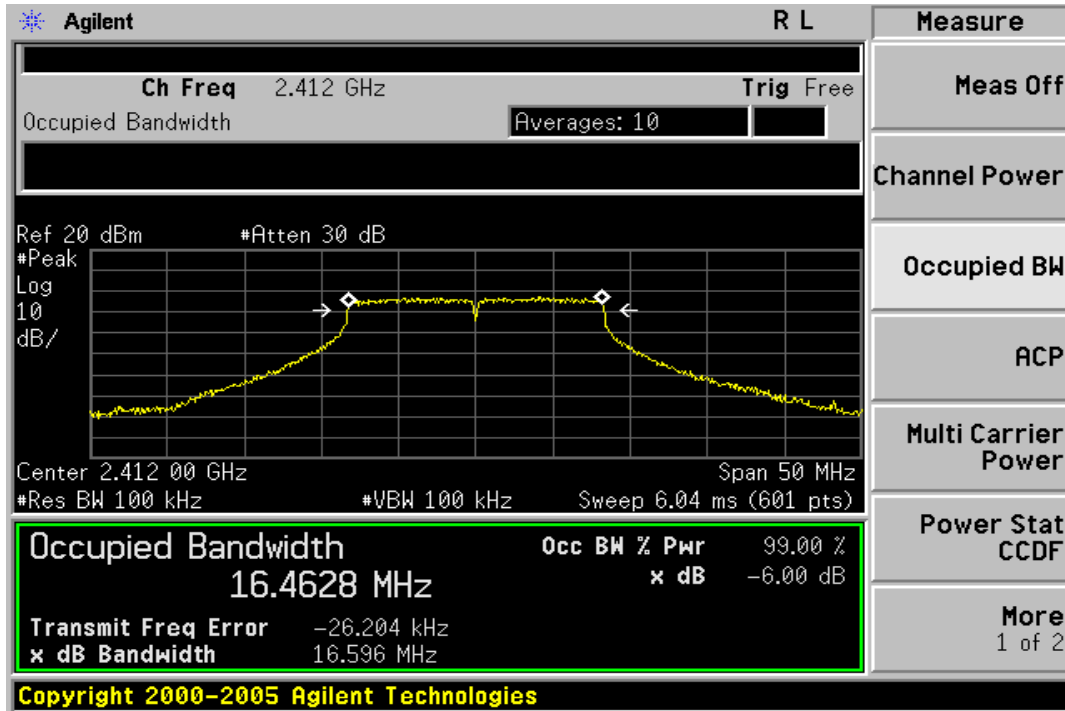 Agilent R L
Ch Freq 2.412 GHz Trig Free
Occupied Bandwidth Averages: 10
Ref 20 dBm #Atten 30 dB
#Peak
Log
10
dB/
Center 2.412 00 GHz Span 50 MHz
#Res BW 100 kHz #VBW 100 kHz Sweep 6.04 ms (601 pts)
Occupied Bandwidth Occ BW % Pwr 99.00 %
16.4628 MHz x dB -6.00 dB
Transmit Freq Error -26.204 kHz
x dB Bandwidth 16.596 MHz
Copyright 2000-2005 Agilent Technologies
Measure
Meas Off
Channel Power
Occupied BW
ACP
Multi Carrier
Power
Power Stat
CCDF
More
1 of 2